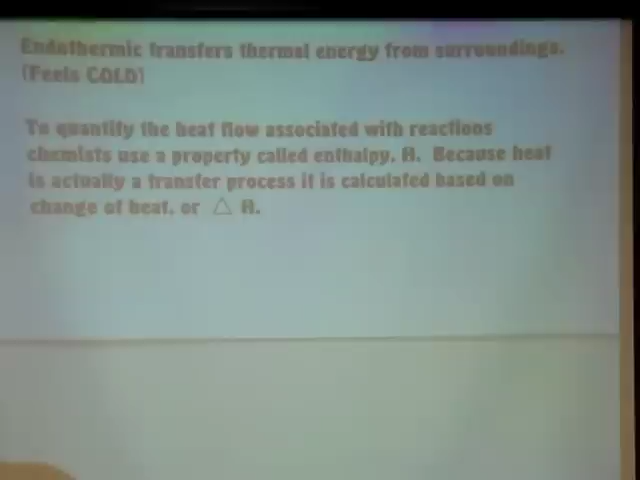 Endothermic transfers thermal energy from surroundings.
(Feels COLD)
To quantify the heat flow associated with reactions
chemists use a property called enthalpy, H. Because heat
is actually a transfer process it is calculated based on
change of heat, or △ H.